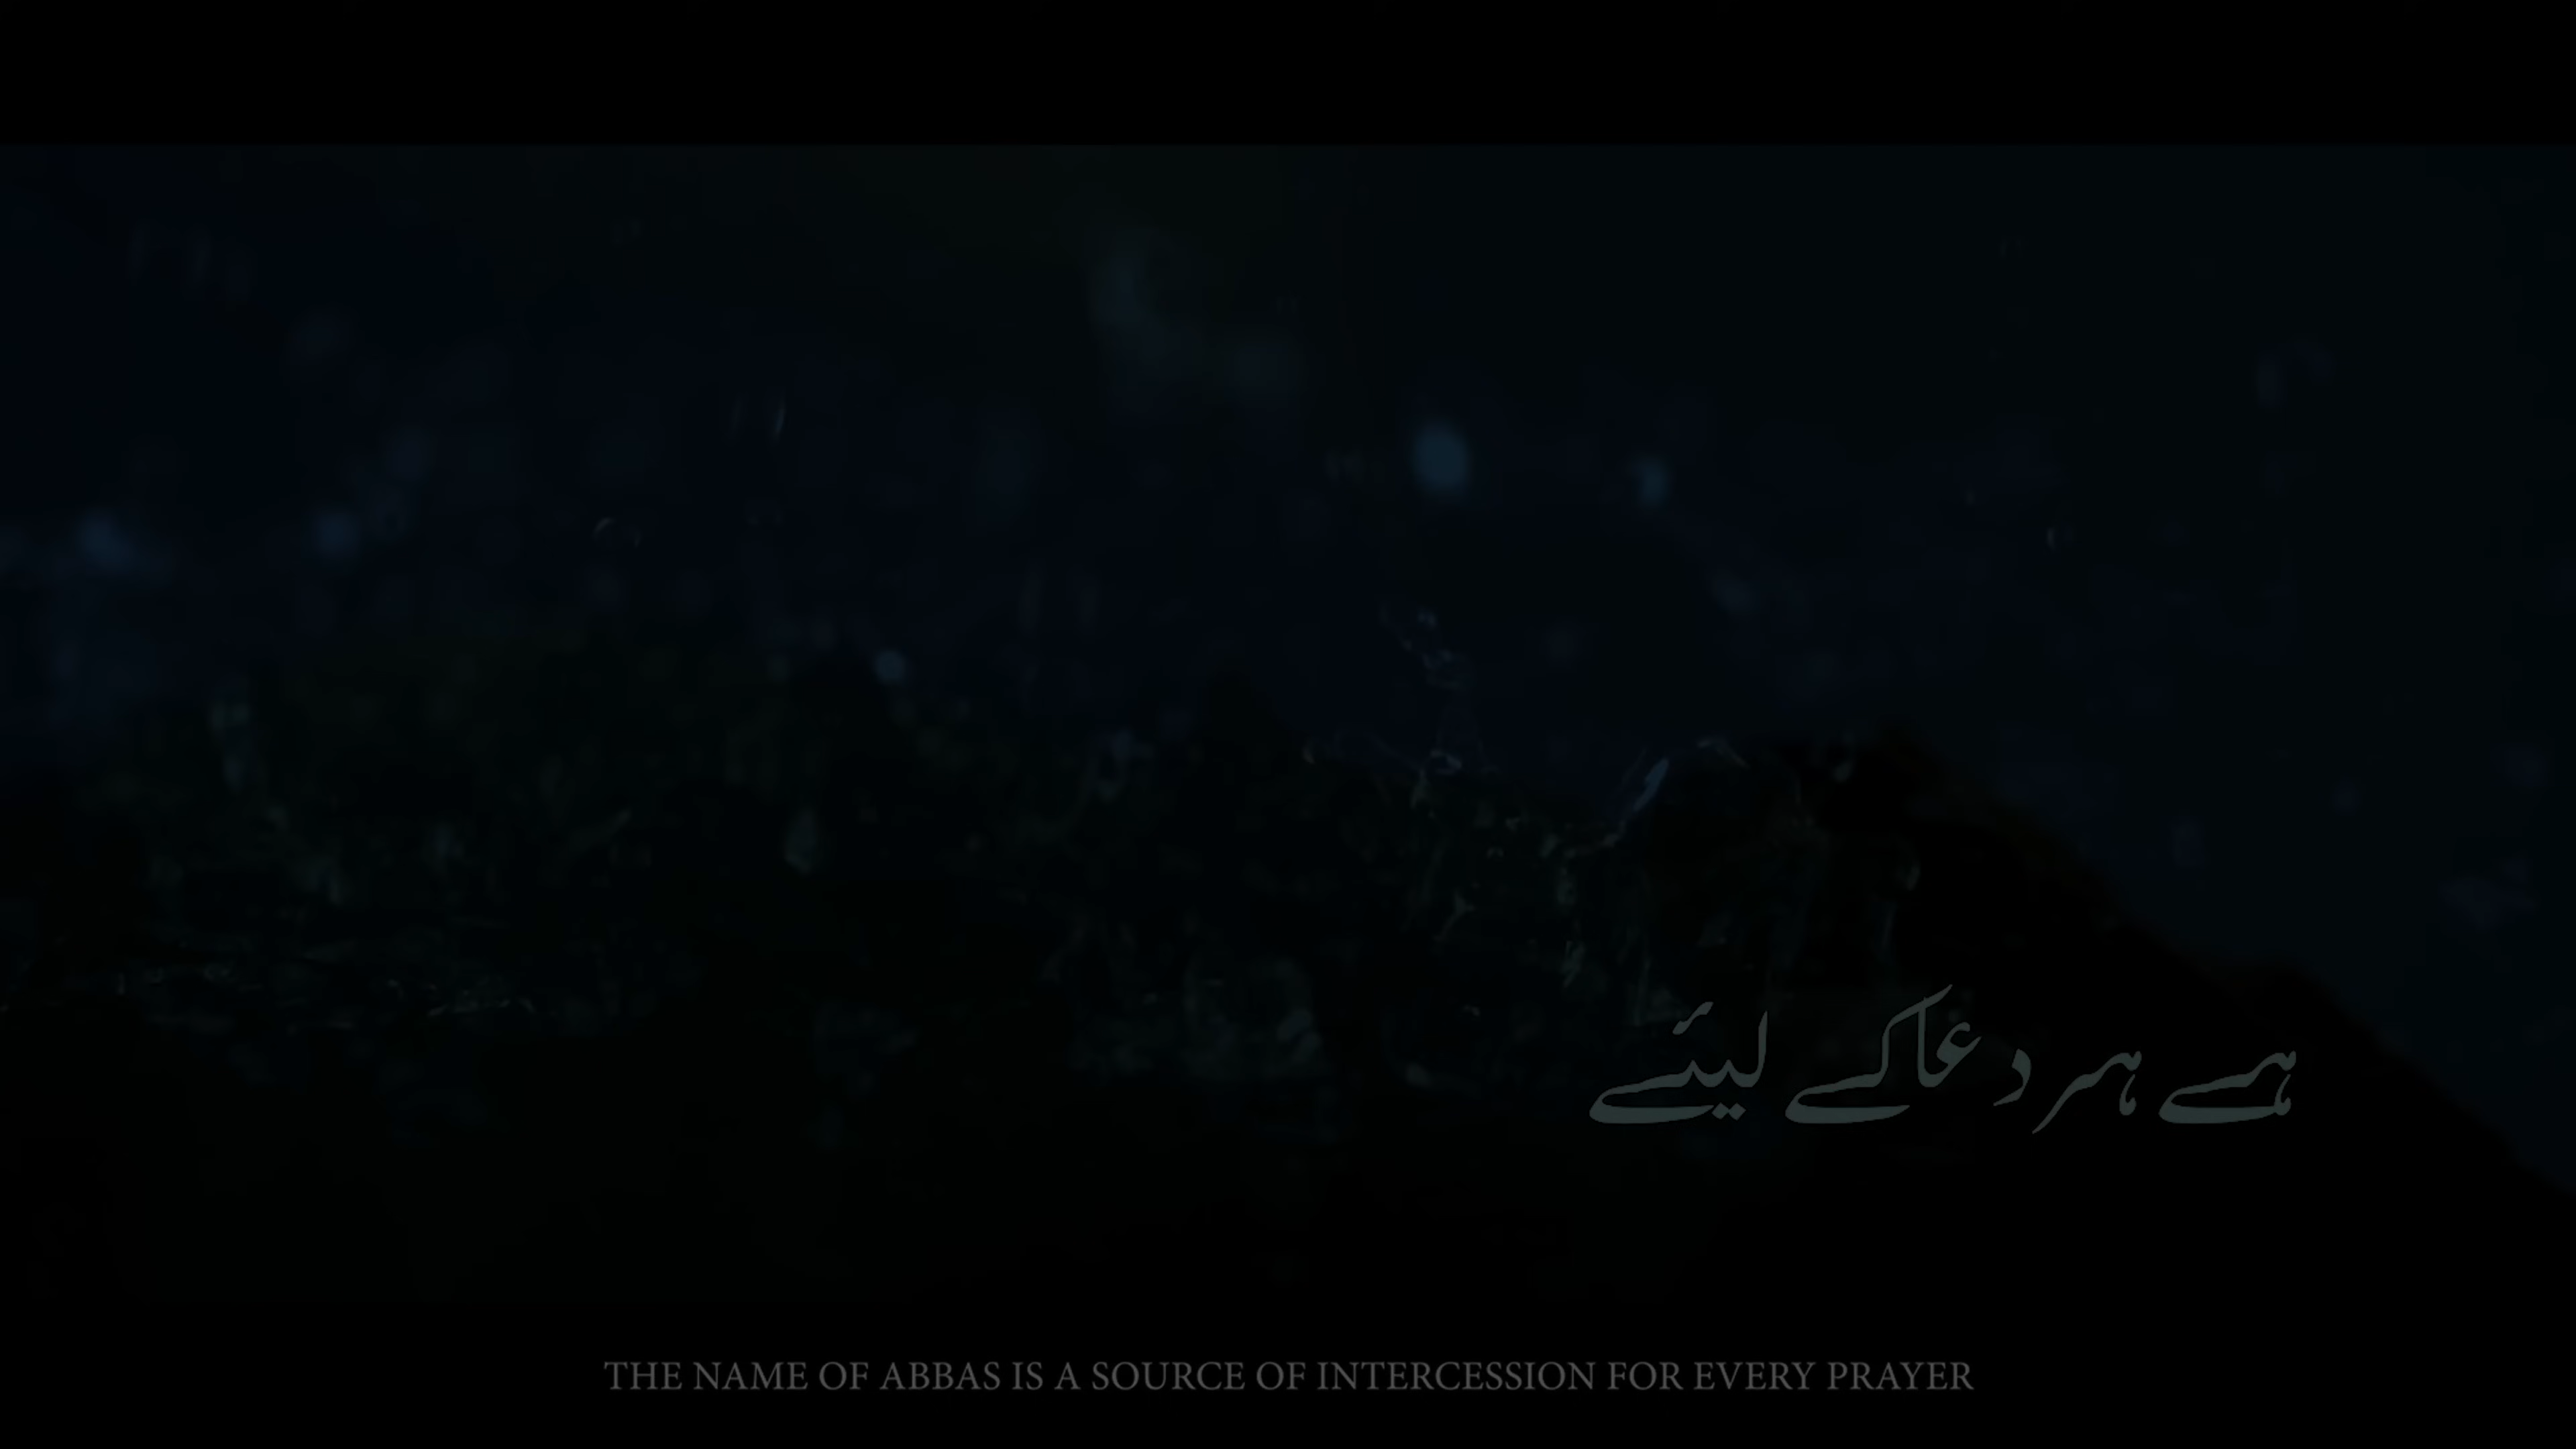 ہے ہر دعا کے لیئے
THE NAME OF ABBAS IS A SOURCE OF INTERCESSION FOR EVERY PRAYER